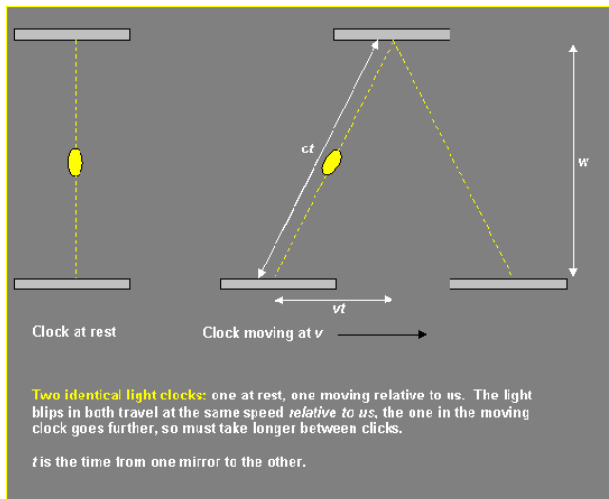 ct
w
vt
Clock at rest
Clock moving at v
Two identical light clocks: one at rest, one moving relative to us. The light
blips in both travel at the same speed relative to us, the one in the moving
clock goes further, so must take longer between clicks.
t is the time from one mirror to the other.